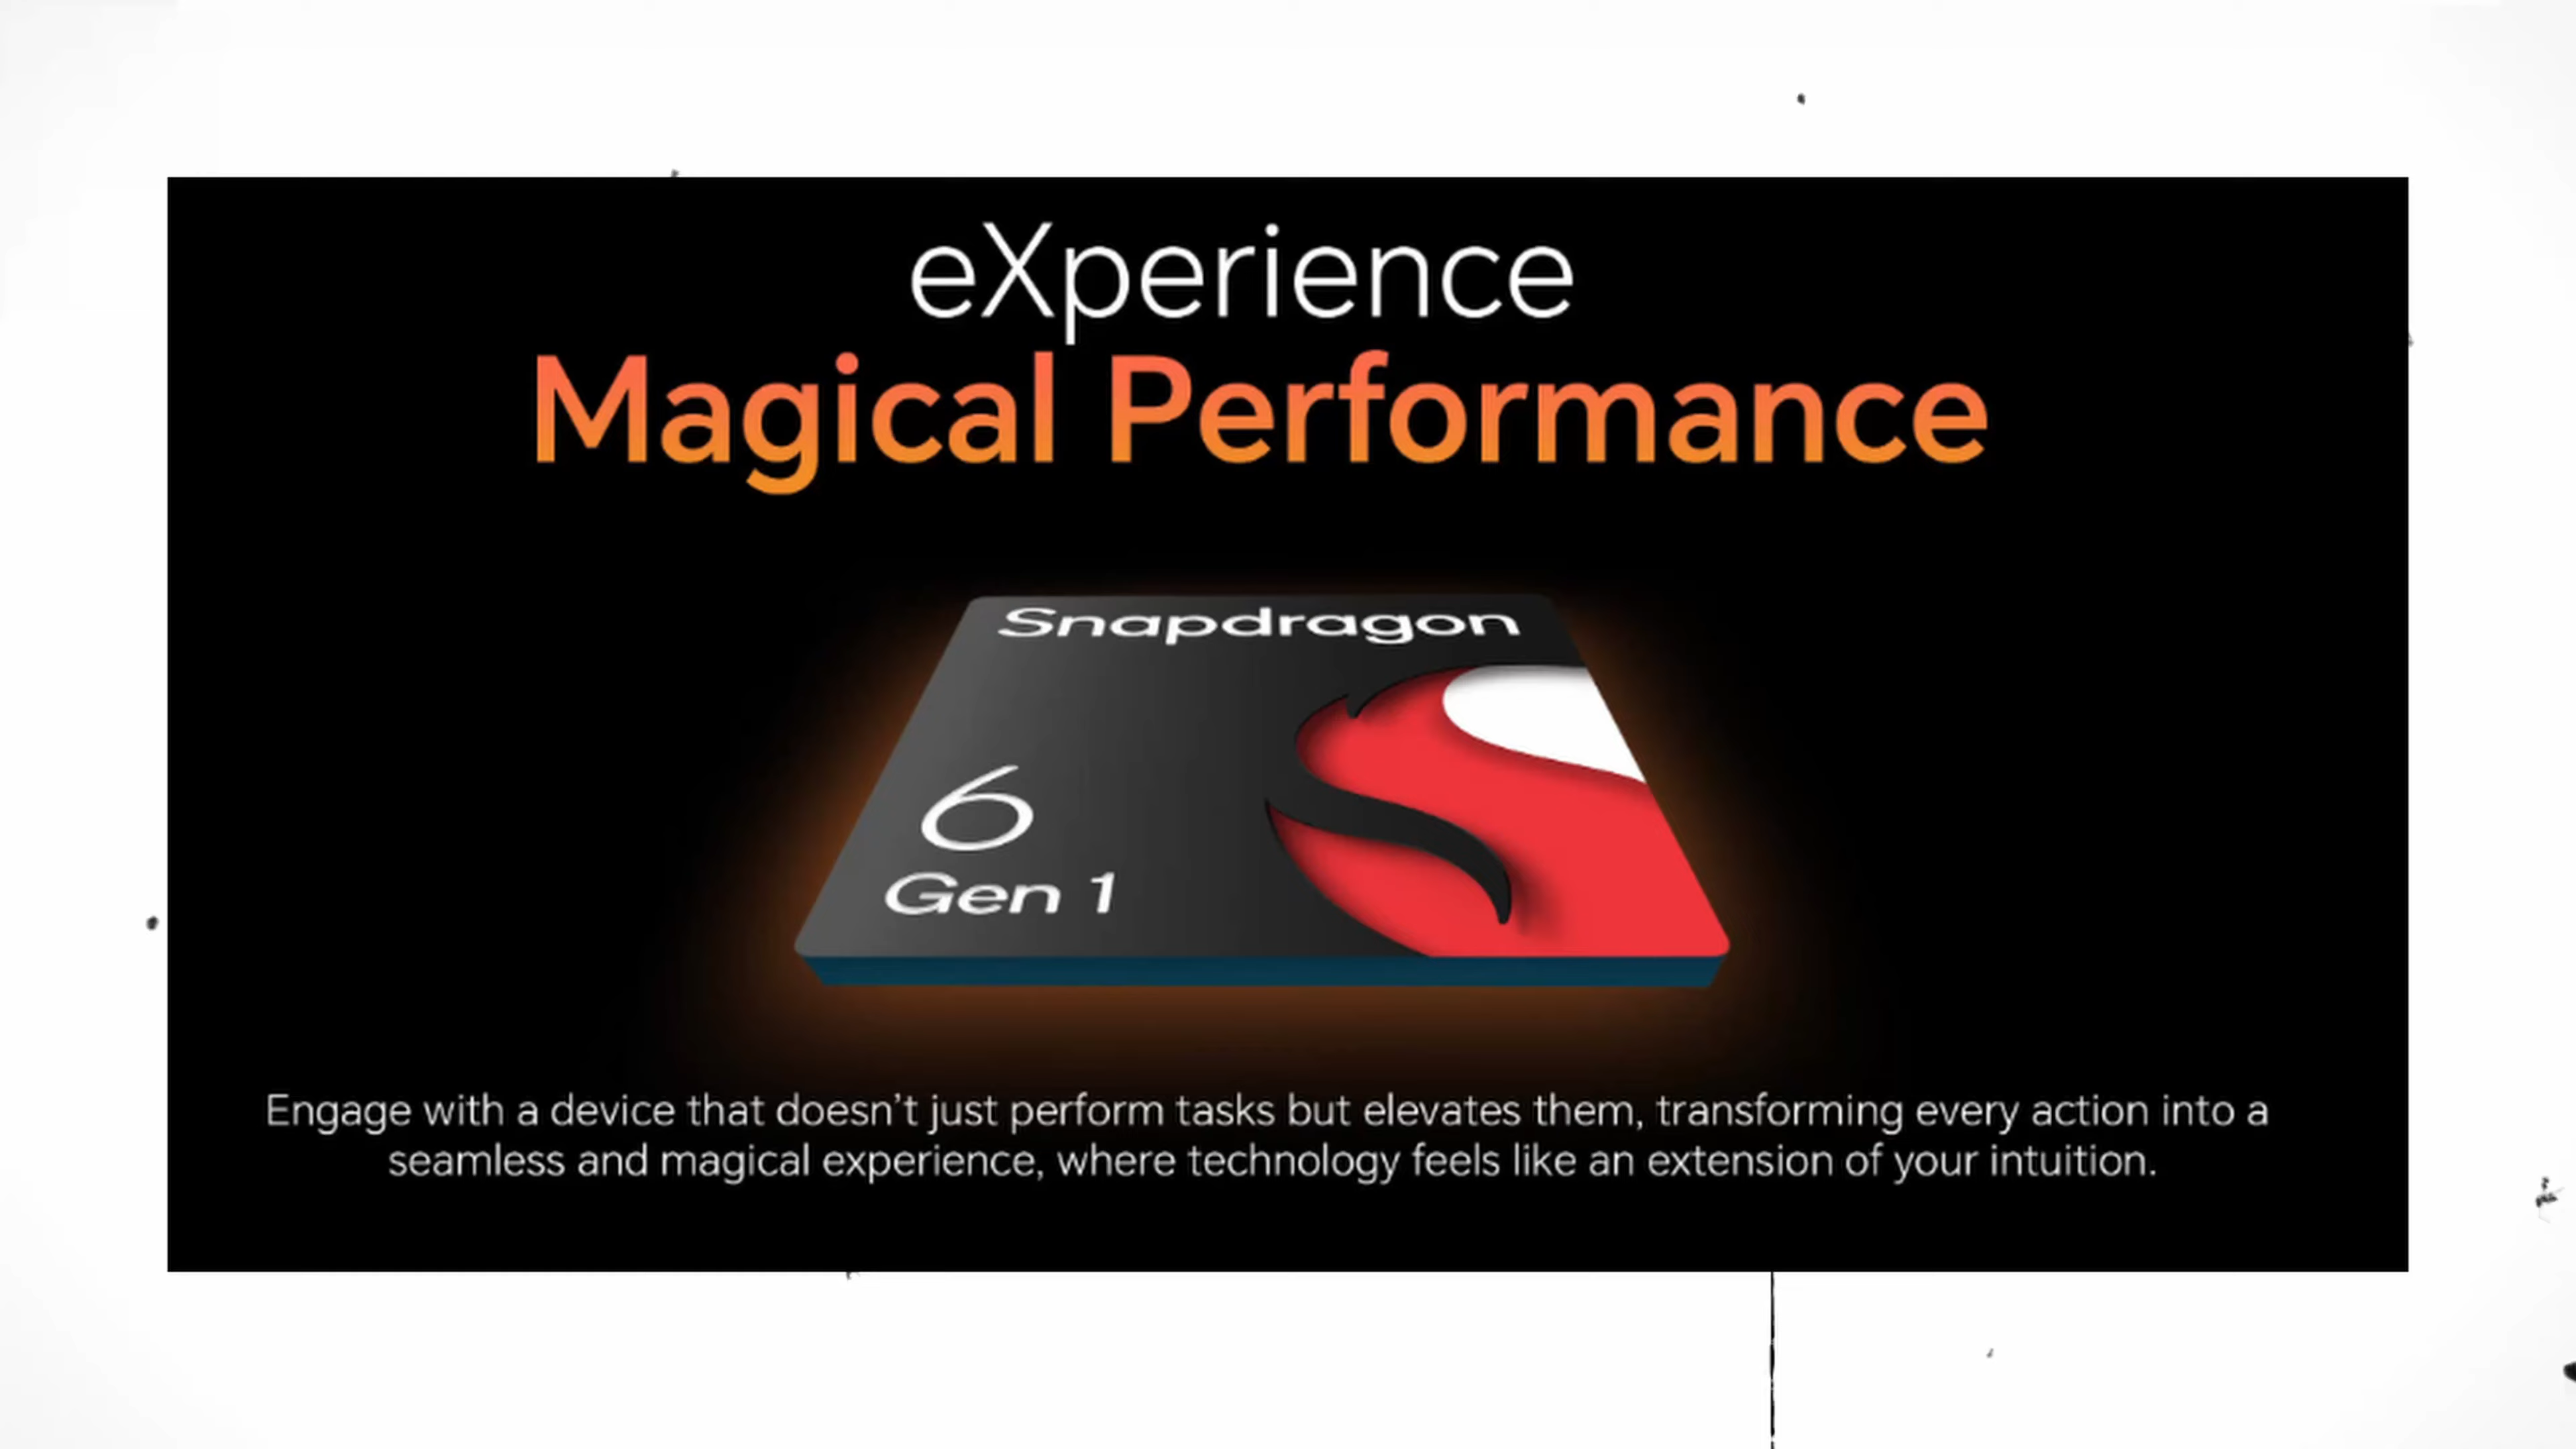 eXperience
Magical Performance
Snapdragon
6
Gen 1
Engage with a device that doesn't just perform tasks but elevates them, transforming every action into a
seamless and magical experience, where technology feels like an extension of your intuition.